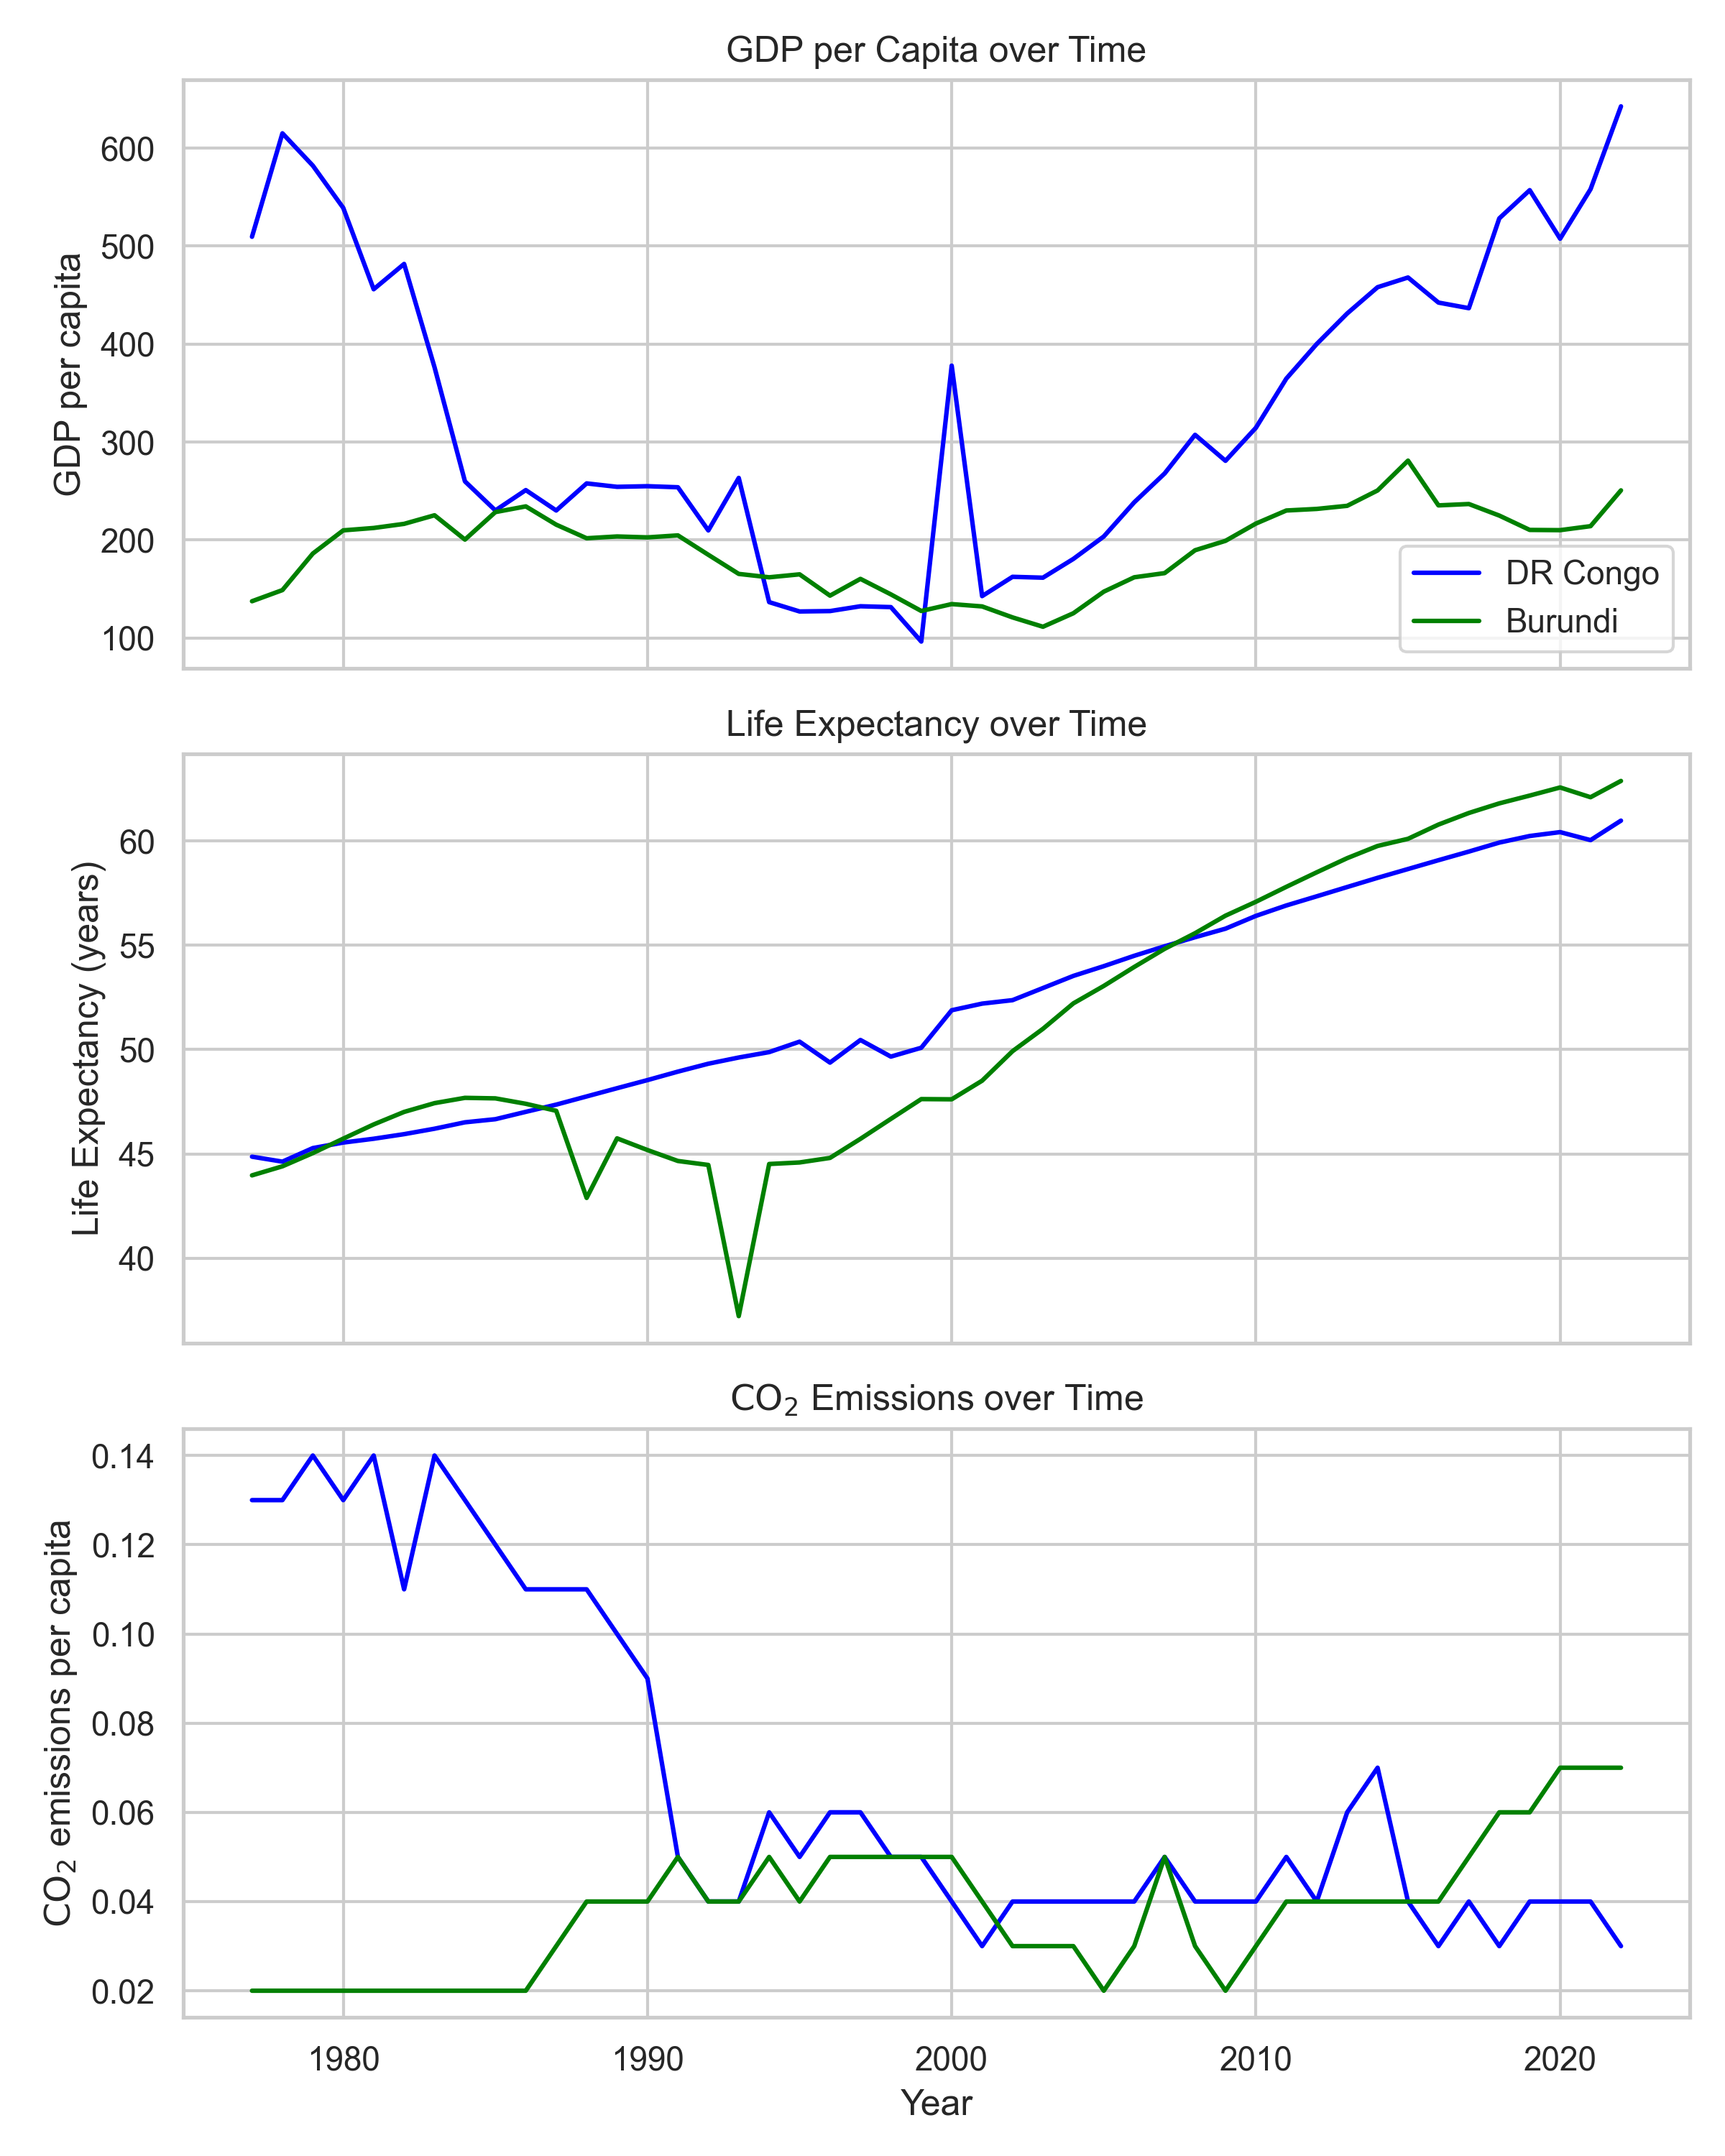 GDP per Capita over Time
GDP per capita
600
500
400
300
200
100
DR Congo
Burundi
Life Expectancy over Time
Life Expectancy (years)
60
55
50
45
40
CO₂ Emissions over Time
CO₂ emissions per capita
0.14
0.12
0.10
0.08
0.06
0.04
0.02
1980 1990 2000 2010 2020
Year